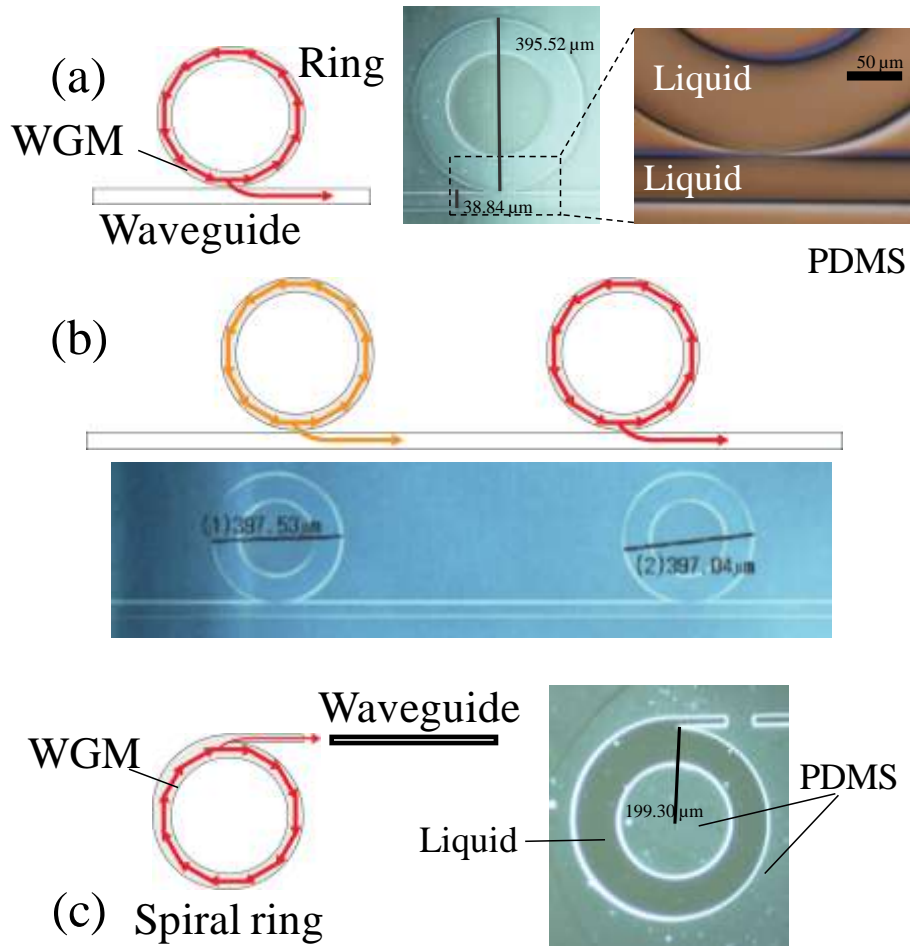 (a)
Ring
WGM
Waveguide
395.52 µm
38.84 µm
Liquid
50 µm
Liquid
PDMS
(b)
(1)397.53µm
(2)397.04µm
(c)
WGM
Spiral ring
Waveguide
199.30 µm
Liquid
PDMS